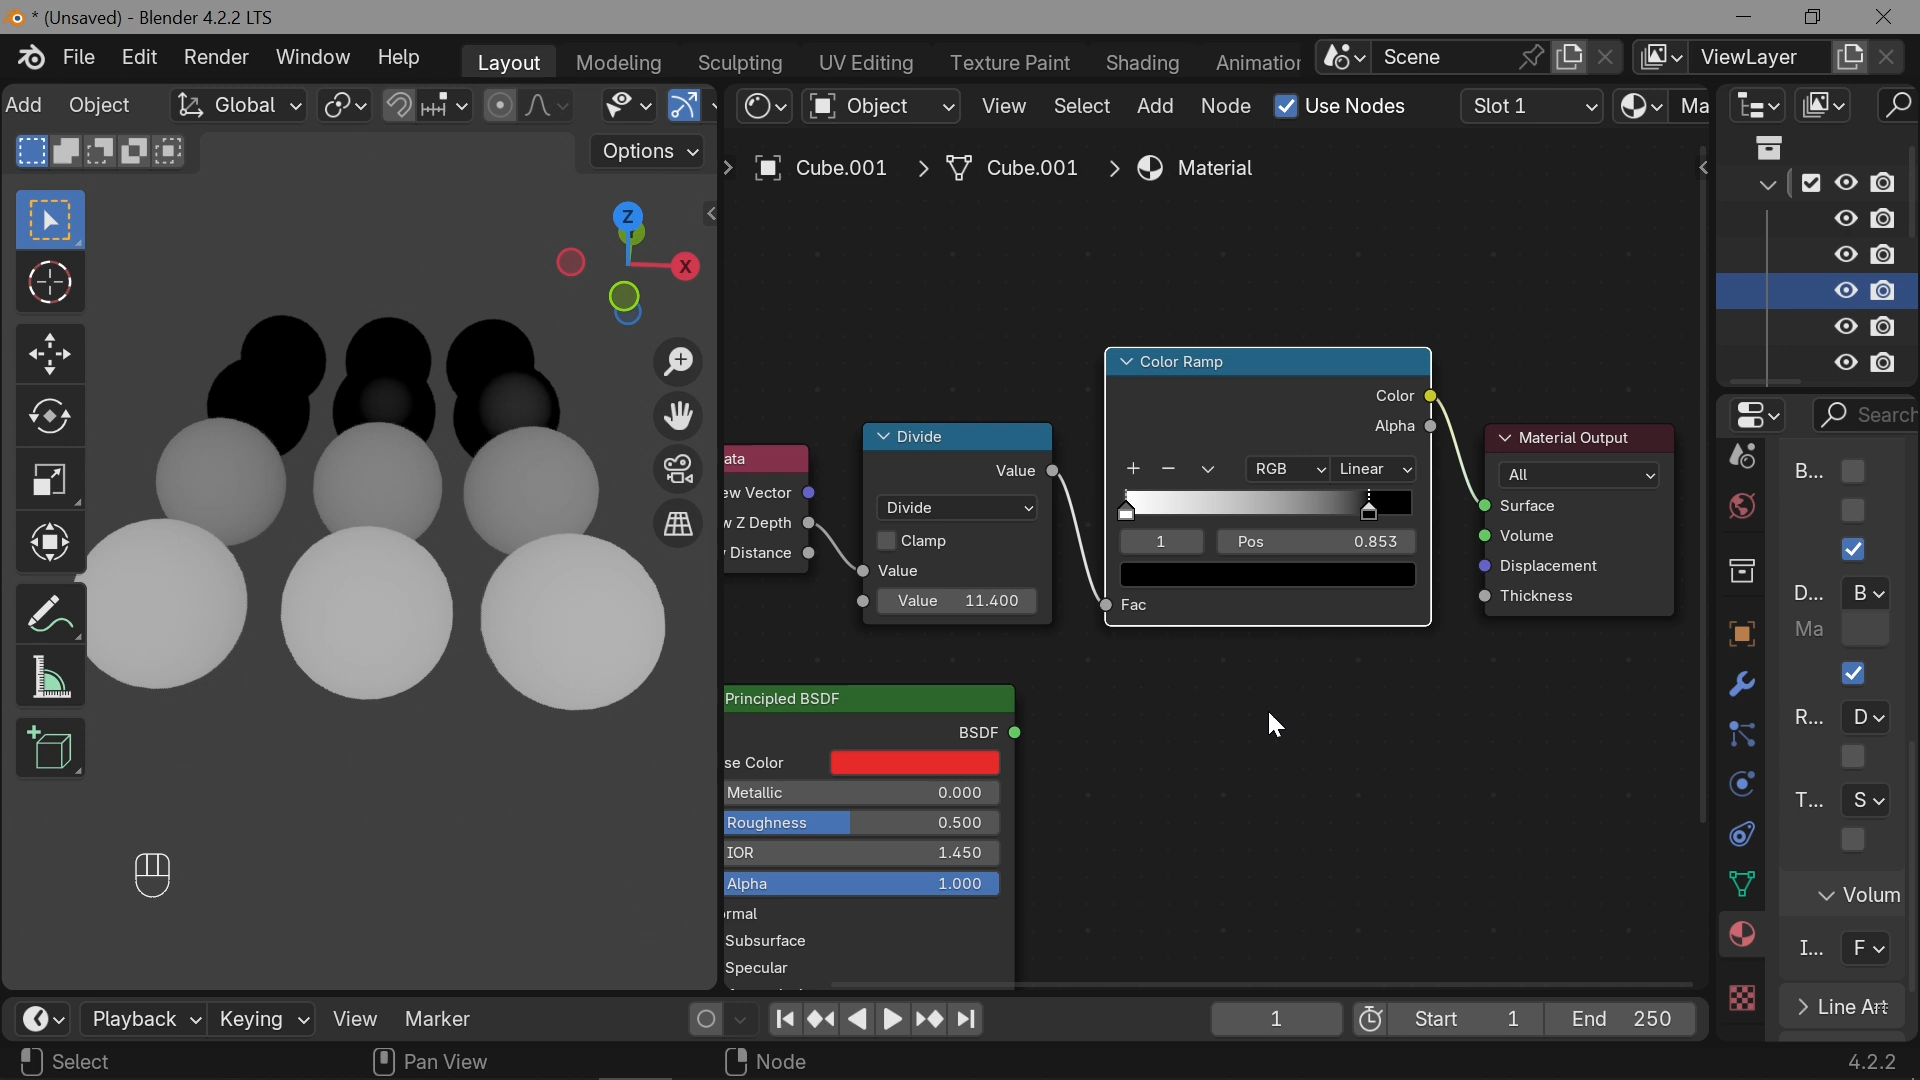 * (Unsaved) - Blender 4.2.2 LTS
File Edit Render Window Help Layout Modeling Sculpting UV Editing Texture Paint Shading Animation Scene ViewLayer
Add Object Global Object View Select Add Node Use Nodes Slot 1 Ma
Options
Cube.001 Cube.001 Material
Z
X
Color Ramp
Color
Alpha
RGB Linear
1 Pos 0.853
Fac
ata
ew Vector
w Z Depth
Distance
Divide
Value
Divide
Clamp
Value
Value 11.400
Material Output
All
Surface
Volume
Displacement
Thickness
Principled BSDF
BSDF
se Color
Metallic 0.000
Roughness 0.500
IOR 1.450
Alpha 1.000
rmal
Subsurface
Specular
Search
B...
D... B
Ma
R... D
T... S
Volum
I... F
Line Art
Playback Keying View Marker 1 Start 1 End 250
Select Pan View Node 4.2.2